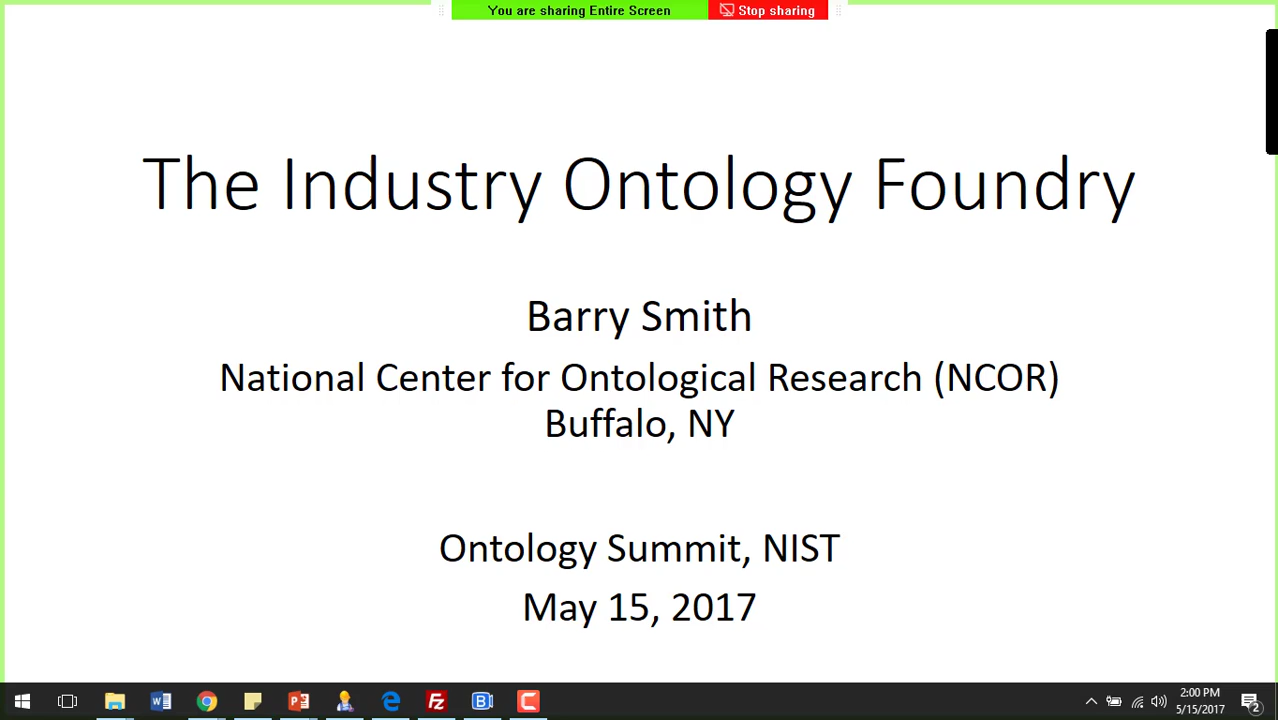 You are sharing Entire Screen Stop sharing
The Industry Ontology Foundry
Barry Smith
National Center for Ontological Research (NCOR)
Buffalo, NY
Ontology Summit, NIST
May 15, 2017
2:00 PM
5/15/2017
2